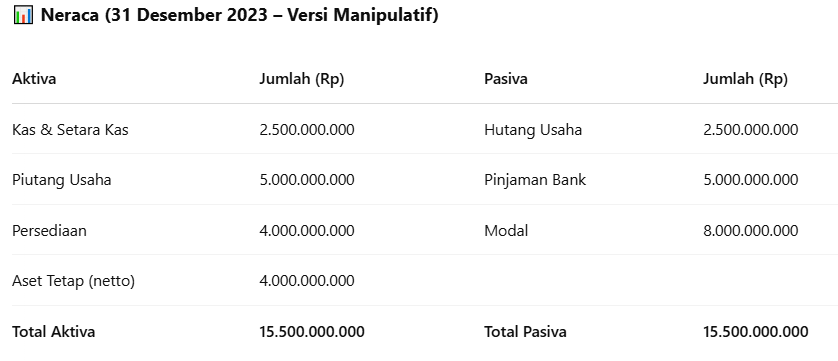 📊 Neraca (31 Desember 2023 – Versi Manipulatif)
Aktiva Jumlah (Rp) Pasiva Jumlah (Rp)
Kas & Setara Kas 2.500.000.000 Hutang Usaha 2.500.000.000
Piutang Usaha 5.000.000.000 Pinjaman Bank 5.000.000.000
Persediaan 4.000.000.000 Modal 8.000.000.000
Aset Tetap (netto) 4.000.000.000
Total Aktiva 15.500.000.000 Total Pasiva 15.500.000.000